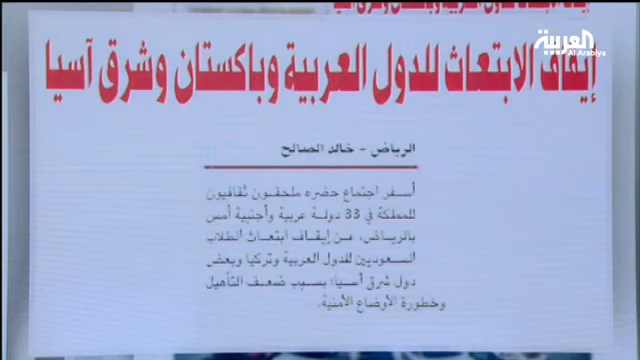 العربية
Al Arabiya
إيقاف الابتعاث للدول العربية وباكستان وشرق آسيا
الرياض - خالد الصالح
أسفر اجتماع حضره ملحقون ثقافيون
للمملكة في 33 دولة عربية وأجنبية أمس
بالرياض، عن إيقاف ابتعاث الطلاب
السعوديين للدول العربية وتركيا وبعض
دول شرق آسيا؛ بسبب ضعف التأهيل
وخطورة الأوضاع الأمنية.